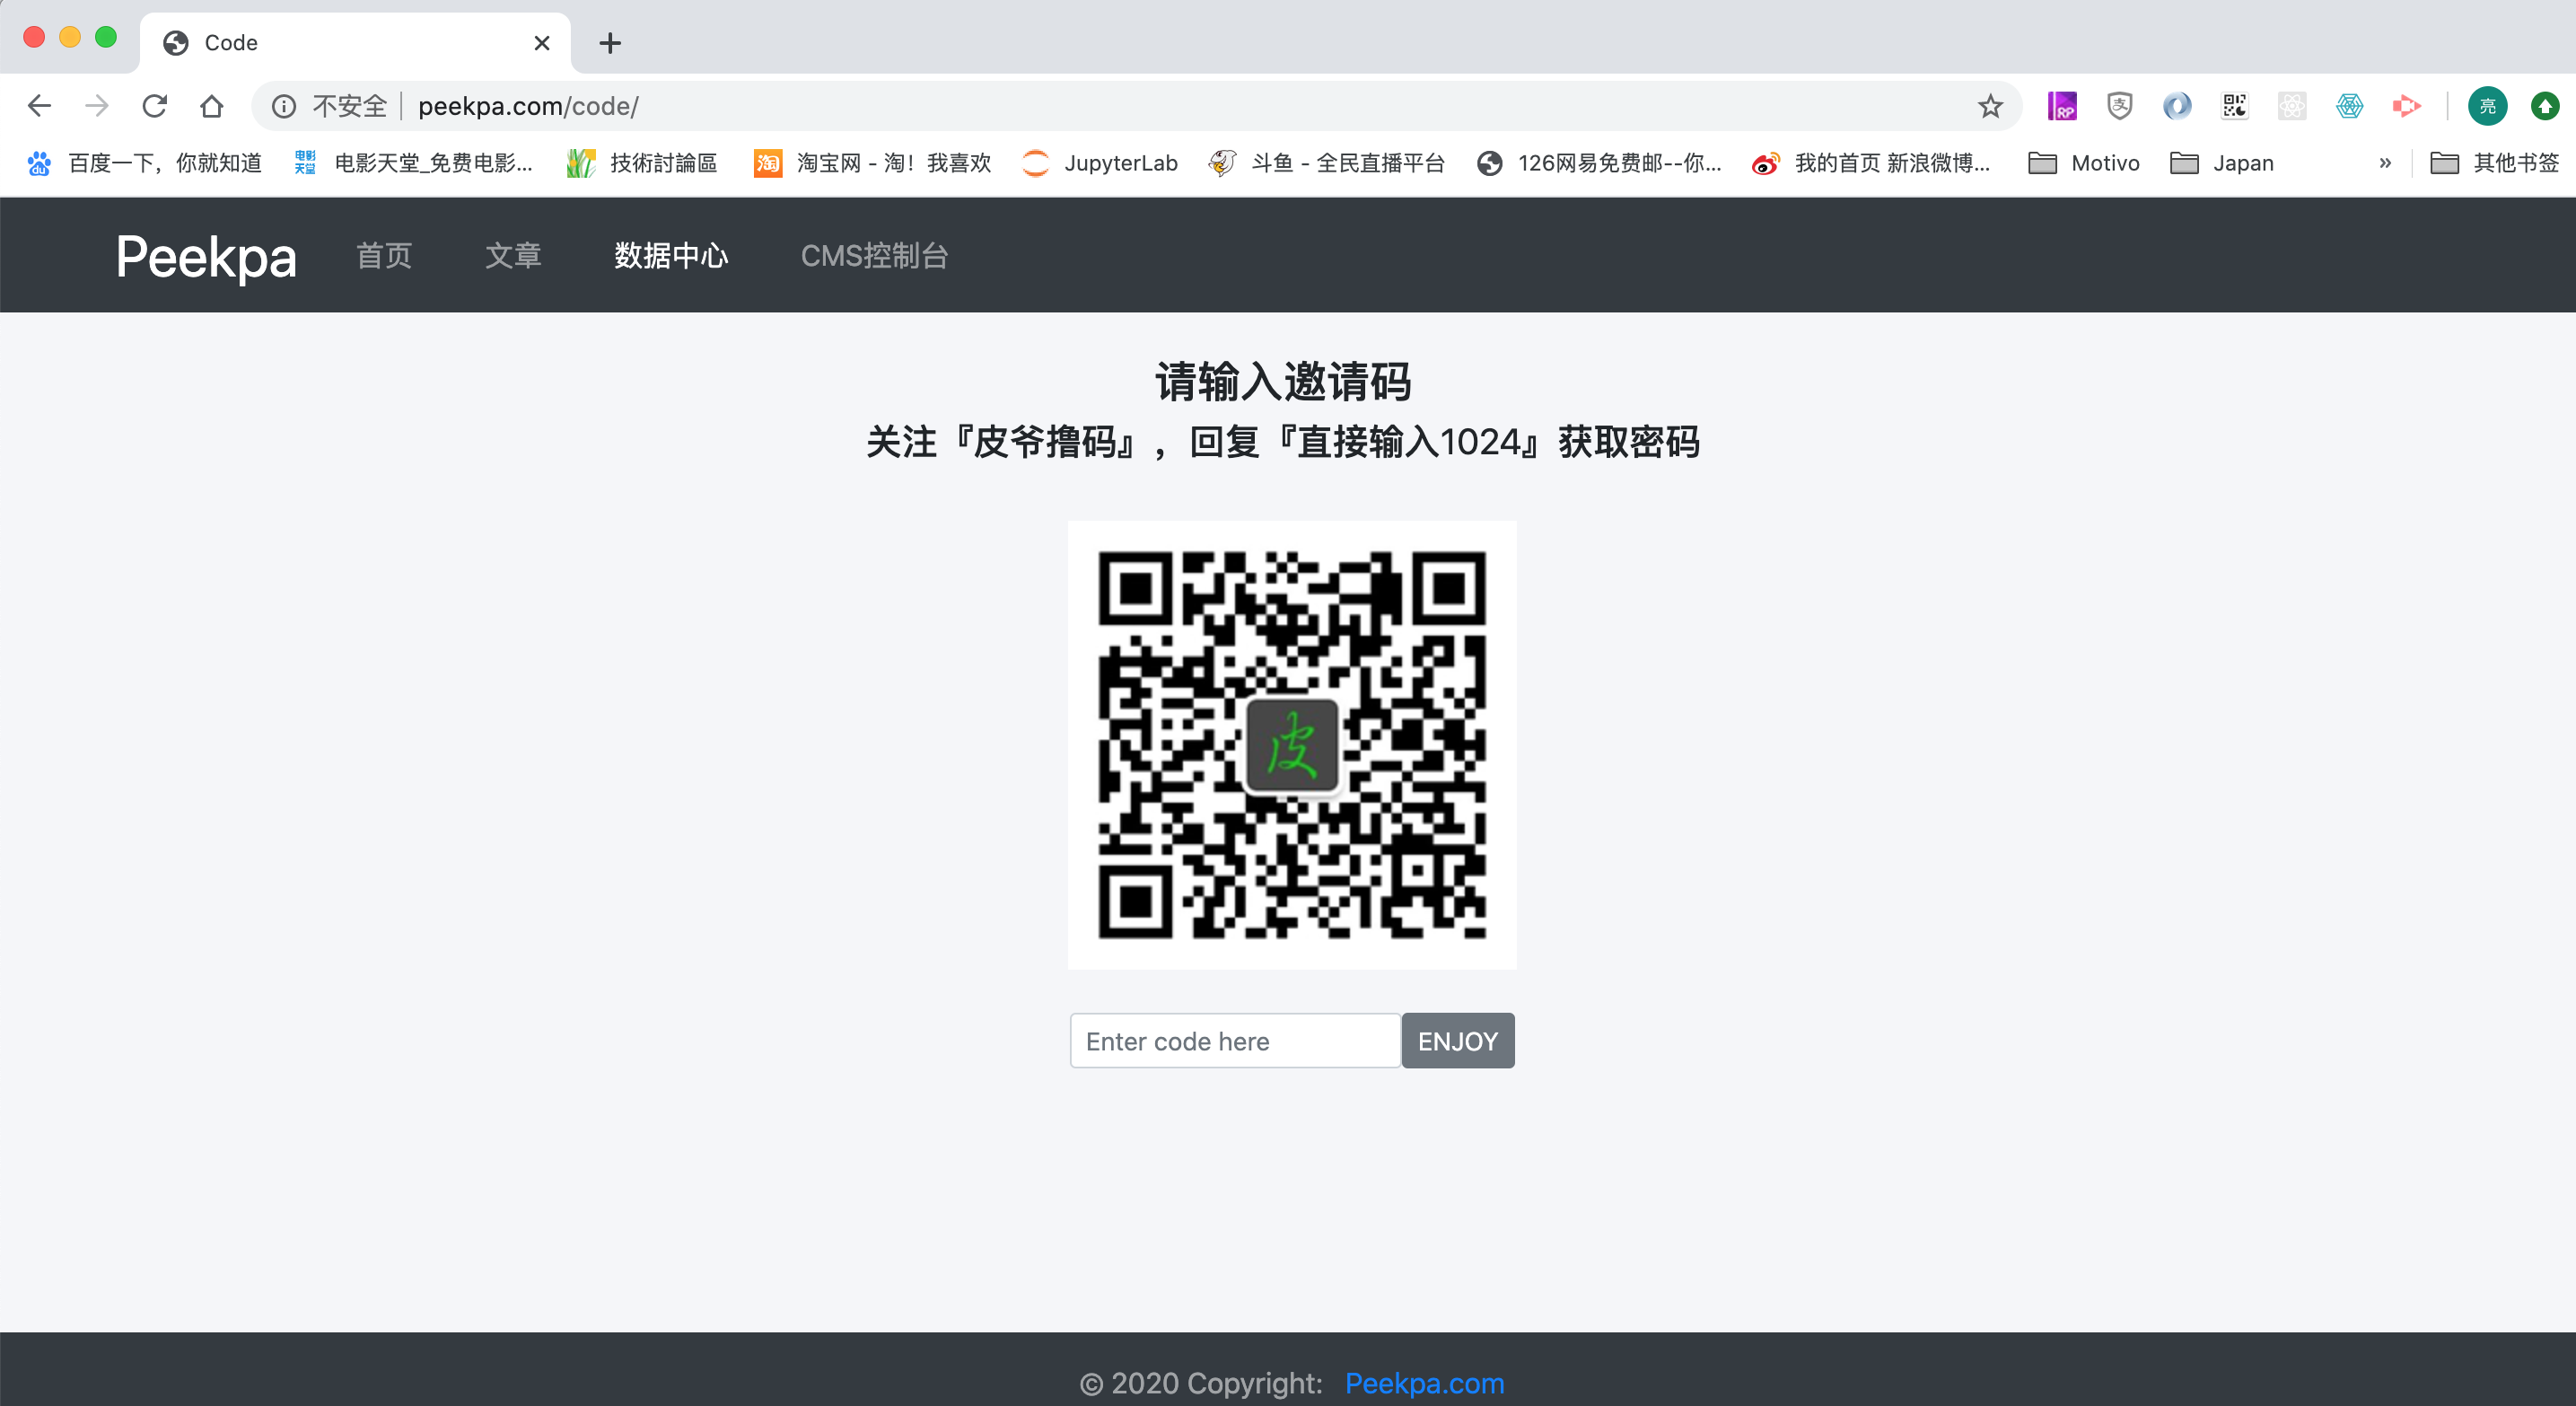 Code
不安全 peekpa.com/code/
亮
百度一下，你就知道 电影天堂 电影天堂_免费电影... 技術討論區 淘 淘宝网 - 淘！我喜欢 JupyterLab 斗鱼 - 全民直播平台 126网易免费邮--你... 我的首页 新浪微博... Motivo Japan » 其他书签
Peekpa 首页 文章 数据中心 CMS控制台
请输入邀请码
关注『皮爷撸码』，回复『直接输入1024』获取密码
皮
Enter code here ENJOY
© 2020 Copyright: Peekpa.com